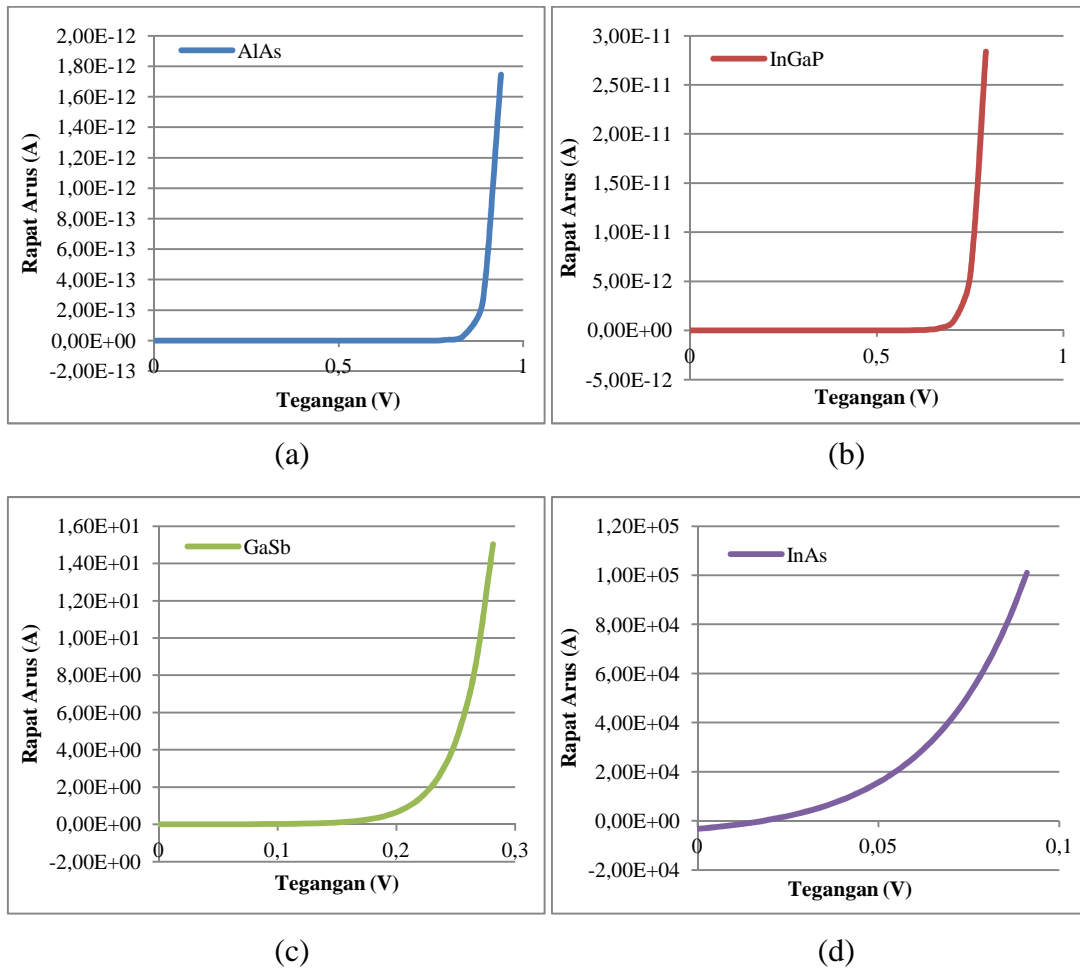 2,00E-12
1,80E-12
1,60E-12
1,40E-12
1,20E-12
1,00E-12
8,00E-13
6,00E-13
4,00E-13
2,00E-13
0,00E+00
-2,00E-13
Rapat Arus (A)
AlAs
0 0,5 1
Tegangan (V)
(a)
3,00E-11
2,50E-11
2,00E-11
1,50E-11
1,00E-11
5,00E-12
0,00E+00
-5,00E-12
Rapat Arus (A)
InGaP
0 0,5 1
Tegangan (V)
(b)
1,60E+01
1,40E+01
1,20E+01
1,00E+01
8,00E+00
6,00E+00
4,00E+00
2,00E+00
0,00E+00
-2,00E+00
Rapat Arus (A)
GaSb
0 0,1 0,2 0,3
Tegangan (V)
(c)
1,20E+05
1,00E+05
8,00E+04
6,00E+04
4,00E+04
2,00E+04
0,00E+00
-2,00E+04
Rapat Arus (A)
InAs
0 0,05 0,1
Tegangan (V)
(d)